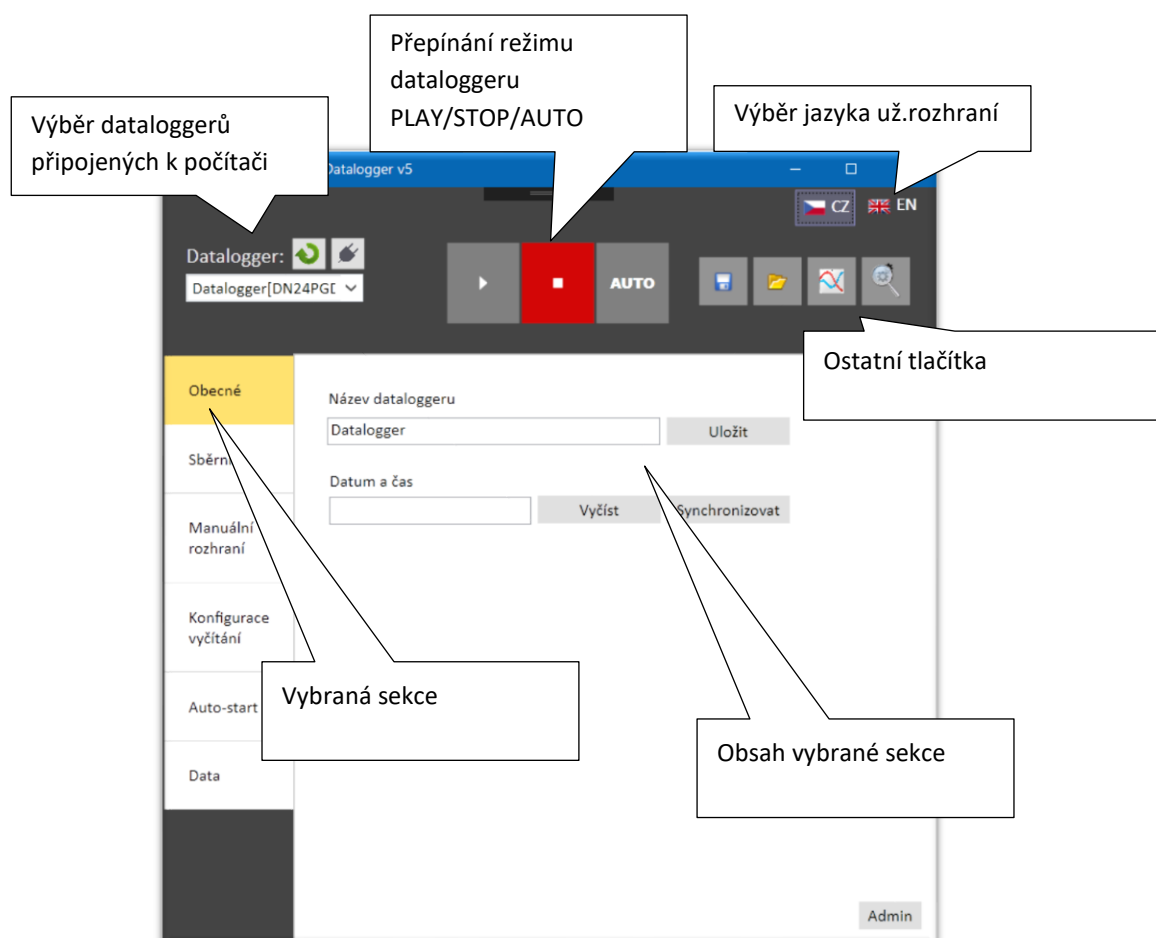 Přepínání režimu
dataloggeru
PLAY/STOP/AUTO
Výběr dataloggerů
připojených k počítači
Výběr jazyka už.rozhraní
Datalogger v5
CZ
EN
Datalogger:
Datalogger[DN24PGD
AUTO
Ostatní tlačítka
Obecné
Název dataloggeru
Datalogger
Uložit
Sběrni
Datum a čas
Vyčíst
Synchronizovat
Manuální
rozhraní
Konfigurace
vyčítání
Vybraná sekce
Auto-start
Obsah vybrané sekce
Data
Admin